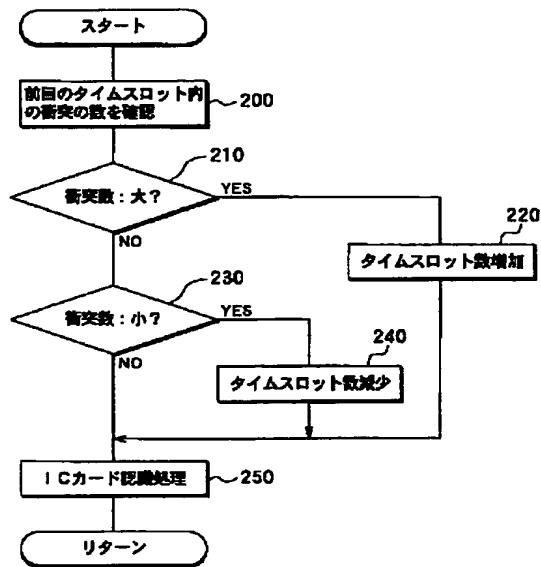 スタート
前回のタイムスロット内
の衝突の数を確認
200
210
衝突数:大?
YES
NO
220
タイムスロット数増加
230
衝突数:小?
YES
NO
240
タイムスロット数減少
ICカード認識処理
250
リターン